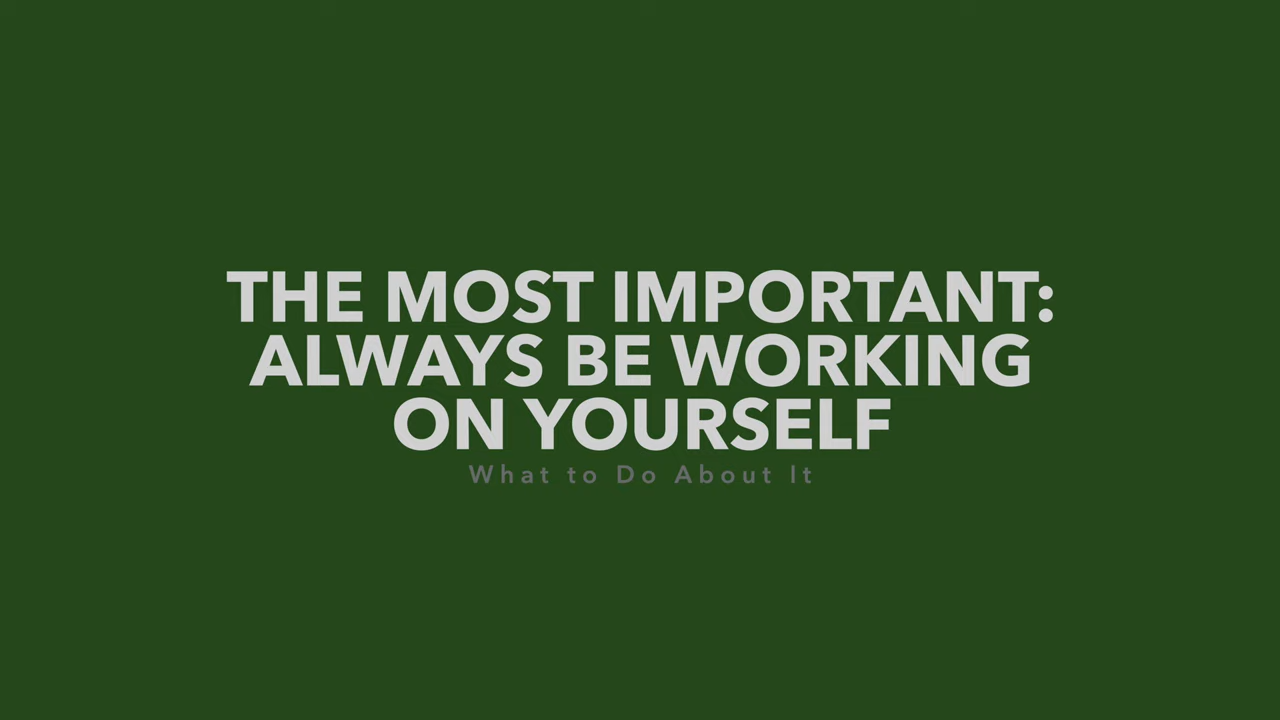 THE MOST IMPORTANT:
ALWAYS BE WORKING
ON YOURSELF
What to Do About It